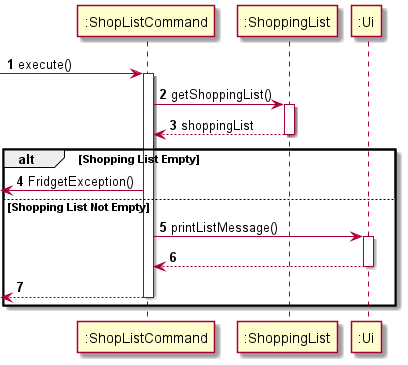 :ShopListCommand :ShoppingList :Ui
1 execute()
2 getShoppingList()
3 shoppingList
alt [Shopping List Empty]
4 FridgetException()
[Shopping List Not Empty]
5 printListMessage()
6
7
:ShopListCommand :ShoppingList :Ui